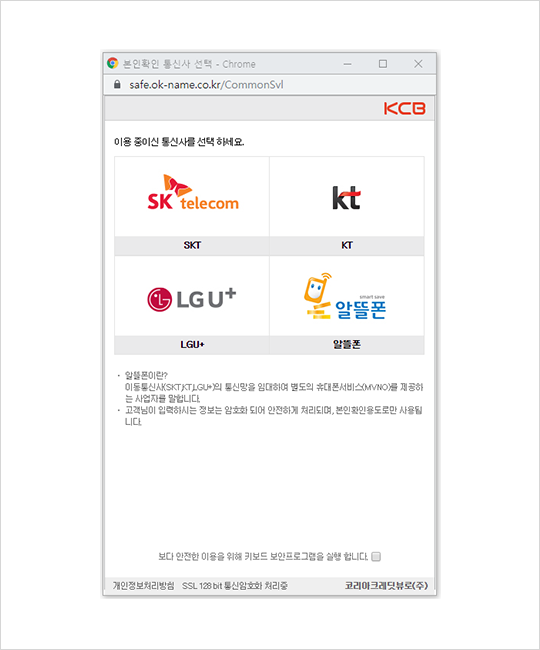 본인확인 통신사 선택 - Chrome
safe.ok-name.co.kr/CommonSvl
KCB
이용 중이신 통신사를 선택 하세요.
SK telecom
kt
SKT
KT
LG U+
smart save
알뜰폰
LGU+
알뜰폰
· 알뜰폰이란?
이동통신사(SKT,KT,LGU+)의 통신망을 임대하여 별도의 휴대폰서비스(MVNO)를 제공하
는 사업자를 말합니다.
· 고객님이 입력하시는 정보는 암호화 되어 안전하게 처리되며, 본인확인용도로만 사용됩
니다.
보다 안전한 이용을 위해 키보드 보안프로그램을 실행 합니다.
개인정보처리방침 SSL 128 bit 통신암호화 처리중 코리아크레딧뷰로(주)